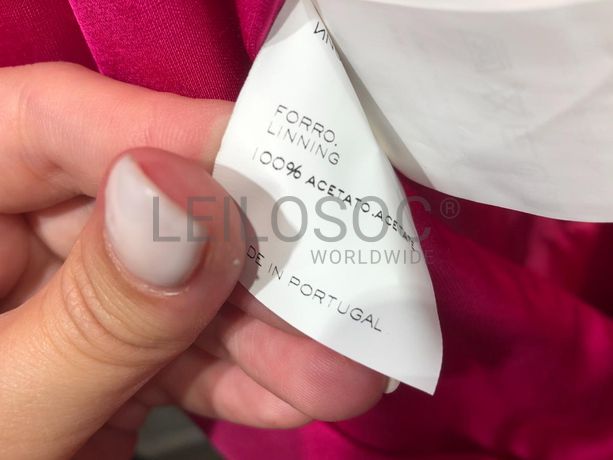 FORRO.
LINNING
100% ACETATO.ACETATE
DE IN PORTUGAL
LEILOSOC®
WORLDWIDE